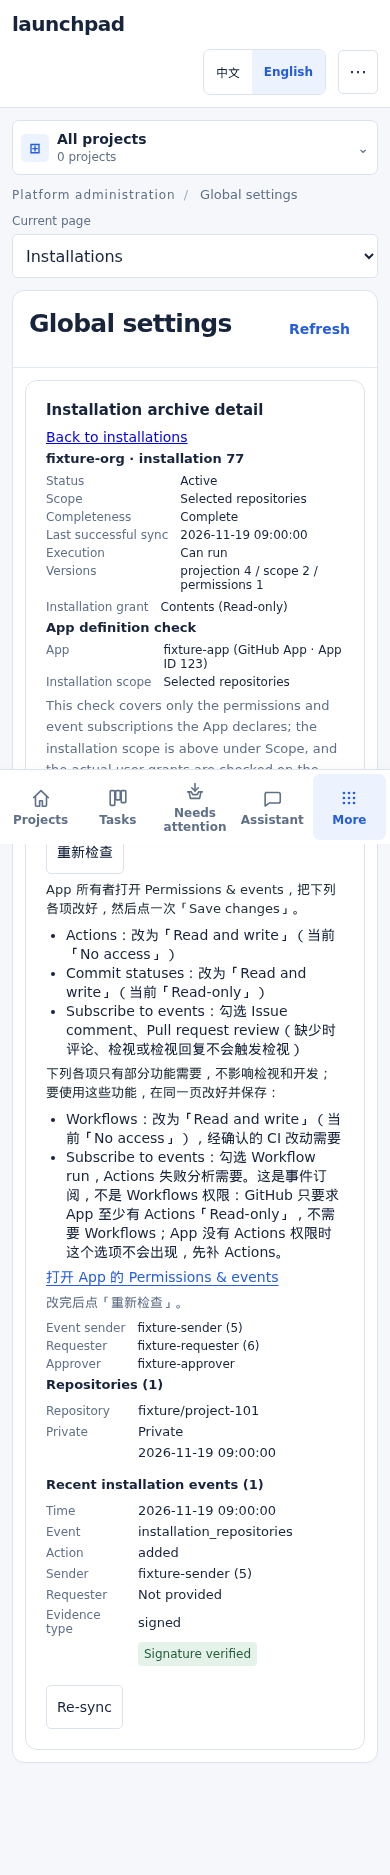 launchpad
中文
English
⋯
All projects
0 projects
Platform administration / Global settings
Current page
Installations
Global settings
Refresh
Installation archive detail
Back to installations
fixture-org · installation 77
Status Active
Scope Selected repositories
Completeness Complete
Last successful sync 2026-11-19 09:00:00
Execution Can run
Versions projection 4 / scope 2 /
permissions 1
Installation grant Contents (Read-only)
App definition check
App fixture-app (GitHub App · App
ID 123)
Installation scope Selected repositories
This check covers only the permissions and
event subscriptions the App declares; the
installation scope is above under Scope, and
the actual user grants are checked on the
Projects
Tasks
Needs
attention
Assistant
More
重新检查
App 所有者打开 Permissions & events，把下列
各项改好，然后点一次「Save changes」。
• Actions：改为「Read and write」（当前
「No access」）
• Commit statuses：改为「Read and
write」（当前「Read-only」）
• Subscribe to events：勾选 Issue
comment、Pull request review（缺少时
评论、检视或检视回复不会触发检视）
下列各项只有部分功能需要，不影响检视和开发；
要使用这些功能，在同一页改好并保存：
• Workflows：改为「Read and write」（当
前「No access」），经确认的 CI 改动需要
• Subscribe to events：勾选 Workflow
run，Actions 失败分析需要。这是事件订
阅，不是 Workflows 权限：GitHub 只要求
App 至少有 Actions「Read-only」，不需
要 Workflows；App 没有 Actions 权限时
这个选项不会出现，先补 Actions。
打开 App 的 Permissions & events
改完后点「重新检查」。
Event sender fixture-sender (5)
Requester fixture-requester (6)
Approver fixture-approver
Repositories (1)
Repository fixture/project-101
Private Private
2026-11-19 09:00:00
Recent installation events (1)
Time 2026-11-19 09:00:00
Event installation_repositories
Action added
Sender fixture-sender (5)
Requester Not provided
Evidence
type signed
Signature verified
Re-sync